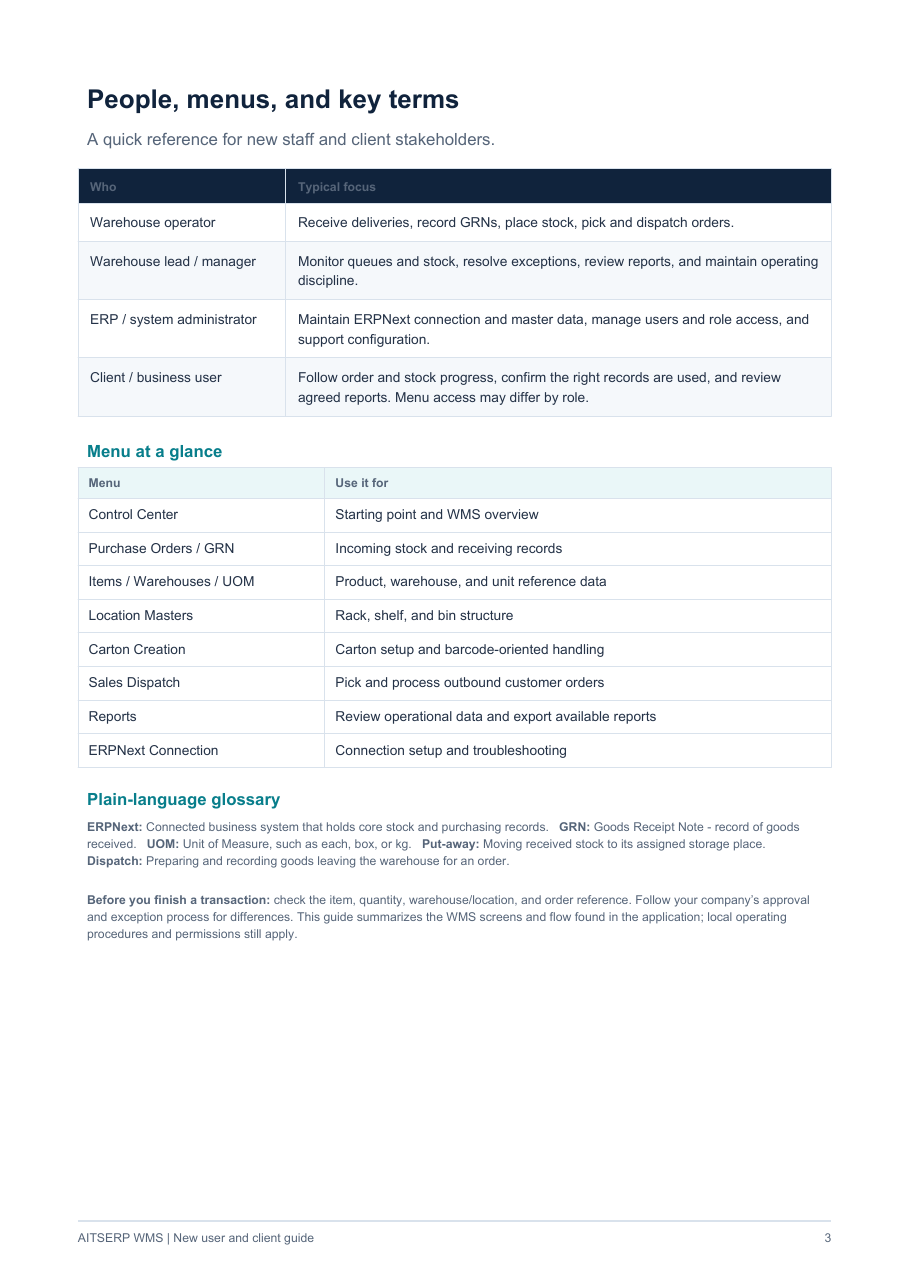 People, menus, and key terms
A quick reference for new staff and client stakeholders.
Who Typical focus
Warehouse operator Receive deliveries, record GRNs, place stock, pick and dispatch orders.
Warehouse lead / manager Monitor queues and stock, resolve exceptions, review reports, and maintain operating
discipline.
ERP / system administrator Maintain ERPNext connection and master data, manage users and role access, and
support configuration.
Client / business user Follow order and stock progress, confirm the right records are used, and review
agreed reports. Menu access may differ by role.
Menu at a glance
Menu Use it for
Control Center Starting point and WMS overview
Purchase Orders / GRN Incoming stock and receiving records
Items / Warehouses / UOM Product, warehouse, and unit reference data
Location Masters Rack, shelf, and bin structure
Carton Creation Carton setup and barcode-oriented handling
Sales Dispatch Pick and process outbound customer orders
Reports Review operational data and export available reports
ERPNext Connection Connection setup and troubleshooting
Plain-language glossary
ERPNext: Connected business system that holds core stock and purchasing records. GRN: Goods Receipt Note - record of goods
received. UOM: Unit of Measure, such as each, box, or kg. Put-away: Moving received stock to its assigned storage place.
Dispatch: Preparing and recording goods leaving the warehouse for an order.
Before you finish a transaction: check the item, quantity, warehouse/location, and order reference. Follow your company's approval
and exception process for differences. This guide summarizes the WMS screens and flow found in the application; local operating
procedures and permissions still apply.
AITSERP WMS | New user and client guide 3